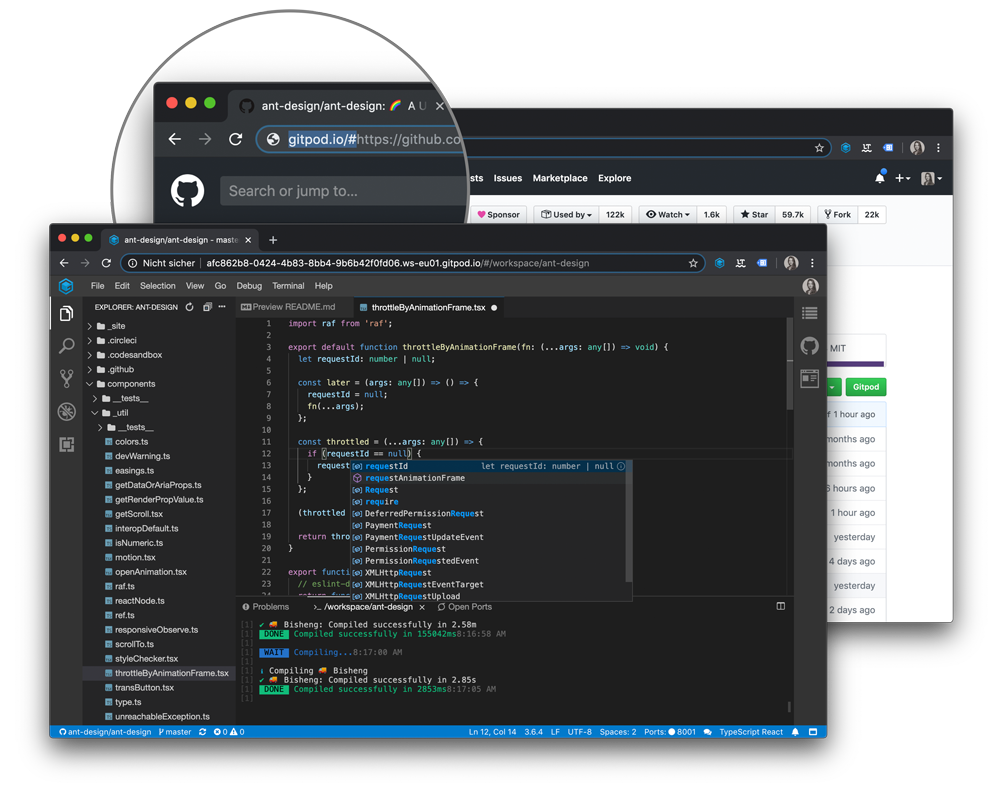 ant-design/ant-design: 🌈 A U
gitpod.io/#https://github.co
Search or jump to...
sts Issues Marketplace Explore
Sponsor Used by 122k Watch 1.6k Star 59.7k Fork 22k
MIT
Gitpod
f 1 hour ago
months ago
months ago
6 hours ago
1 hour ago
yesterday
4 days ago
yesterday
2 days ago
ant-design/ant-design - maste
Nicht sicher | afc862b8-0424-4b83-8bb4-9b6b42f0fd06.ws-eu01.gitpod.io/#/workspace/ant-design
File Edit Selection View Go Debug Terminal Help
EXPLORER: ANT-DESIGN
_site
.circleci
.codesandbox
.github
components
__tests__
_util
__tests__
colors.ts
devWarning.ts
easings.ts
getDataOrAriaProps.ts
getRenderPropValue.ts
getScroll.tsx
interopDefault.ts
isNumeric.ts
motion.tsx
openAnimation.tsx
raf.ts
reactNode.ts
ref.ts
responsiveObserve.ts
scrollTo.ts
styleChecker.tsx
throttleByAnimationFrame.tsx
transButton.tsx
type.ts
unreachableException.ts
Preview README.md throttleByAnimationFrame.tsx
1 import raf from 'raf';
2
3 export default function throttleByAnimationFrame(fn: (...args: any[]) => void) {
4 let requestId: number | null;
5
6 const later = (args: any[]) => () => {
7 requestId = null;
8 fn(...args);
9 };
10
11 const throttled = (...args: any[]) => {
12 if (requestId == null) {
13 request
14 }
15 };
16
17 (throttled
18
19 return thro
20 }
21
22 export functi
23 // eslint-d
24 return func
requestId let requestId: number | null
requestAnimationFrame
Request
require
DeferredPermissionRequest
PaymentRequest
PaymentRequestUpdateEvent
PermissionRequest
PermissionRequestedEvent
XMLHttpRequest
XMLHttpRequestEventTarget
XMLHttpRequestUpload
Problems >_ /workspace/ant-design Open Ports
[1] ✔ 🚚 Bisheng: Compiled successfully in 2.58m
[1] DONE Compiled successfully in 155042ms8:16:58 AM
[1]
[1] WAIT Compiling...8:17:00 AM
[1]
[1] ℹ Compiling 🚚 Bisheng
[1] ✔ 🚚 Bisheng: Compiled successfully in 2.85s
[1] DONE Compiled successfully in 2853ms8:17:05 AM
[1]
ant-design/ant-design master 0 0 Ln 12, Col 14 3.6.4 LF UTF-8 Spaces: 2 Ports: 8001 TypeScript React